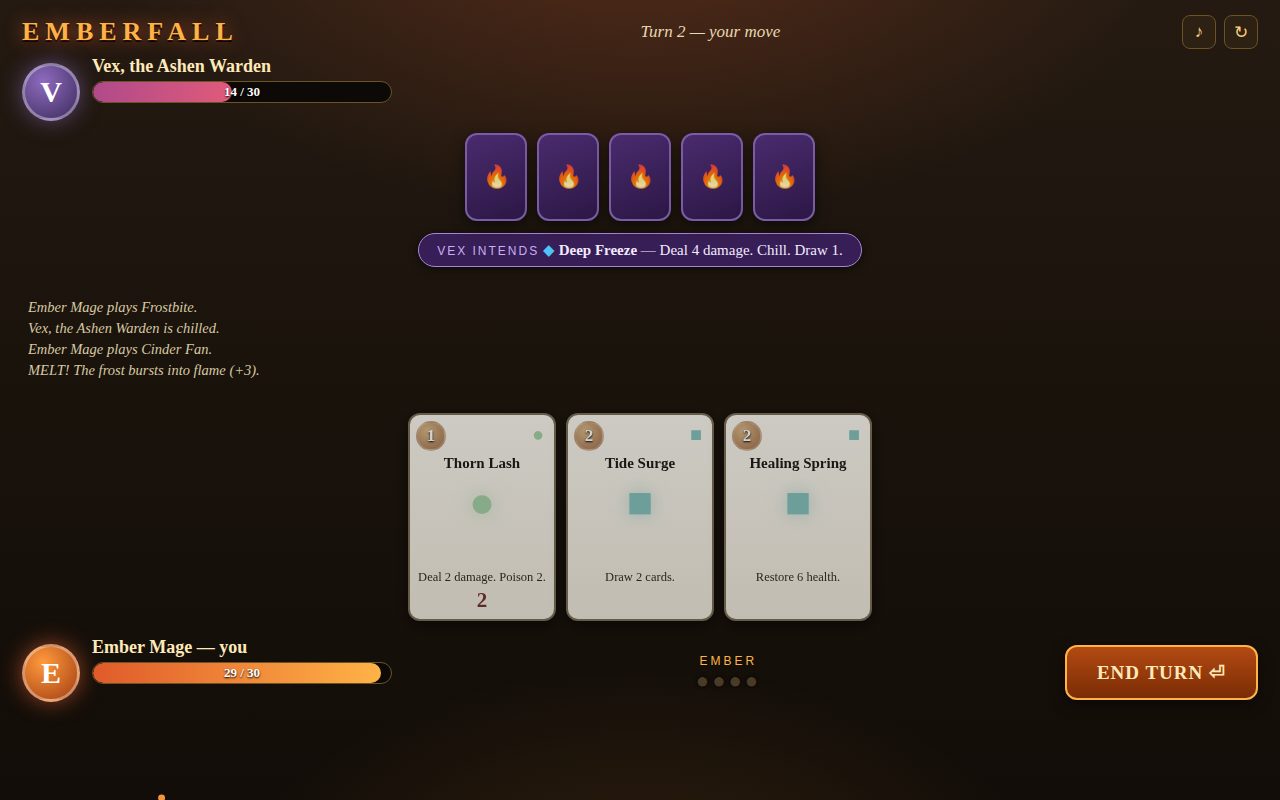 EMBERFALL
Turn 2 — your move
♪ ↻
V
Vex, the Ashen Warden
14 / 30
VEX INTENDS ◆ Deep Freeze — Deal 4 damage. Chill. Draw 1.
Ember Mage plays Frostbite.
Vex, the Ashen Warden is chilled.
Ember Mage plays Cinder Fan.
MELT! The frost bursts into flame (+3).
1
Thorn Lash
Deal 2 damage. Poison 2.
2
2
Tide Surge
Draw 2 cards.
2
Healing Spring
Restore 6 health.
E
Ember Mage — you
29 / 30
EMBER
END TURN ⏎